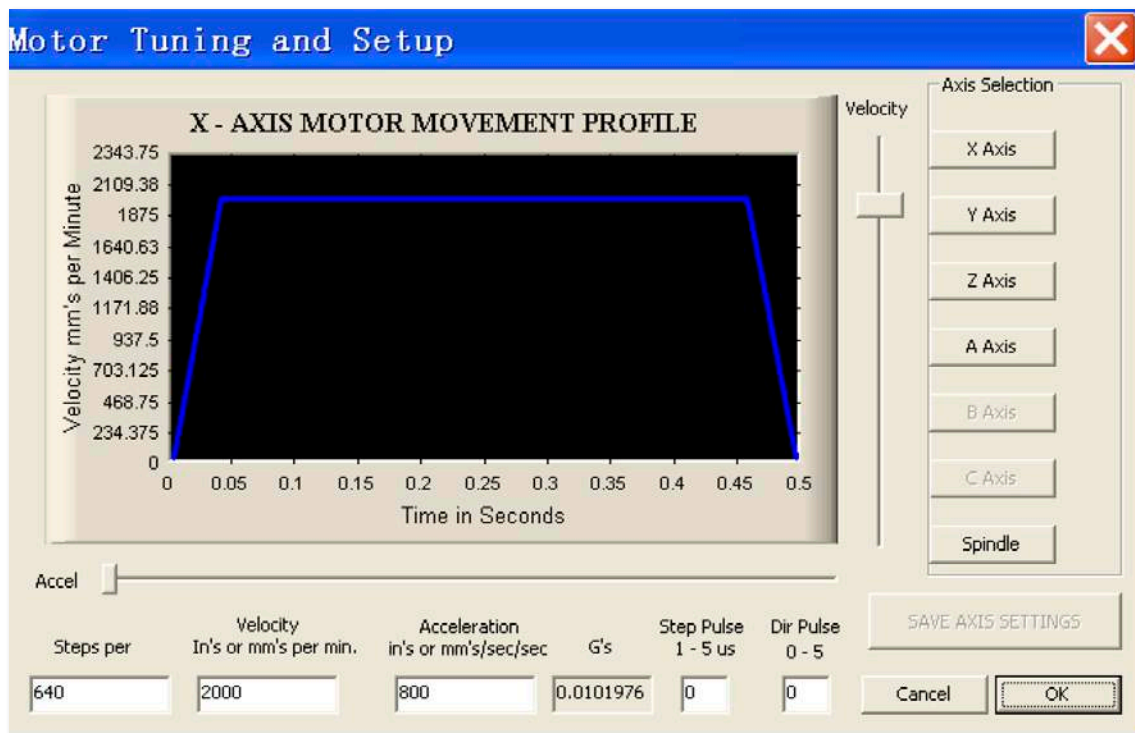 Motor Tuning and Setup
X - AXIS MOTOR MOVEMENT PROFILE
Velocity mm's per Minute
2343.75
2109.38
1875
1640.63
1406.25
1171.88
937.5
703.125
468.75
234.375
0
0 0.05 0.1 0.15 0.2 0.25 0.3 0.35 0.4 0.45 0.5
Time in Seconds
Velocity
Axis Selection
X Axis
Y Axis
Z Axis
A Axis
B Axis
C Axis
Spindle
Accel
Steps per
Velocity
In's or mm's per min.
Acceleration
in's or mm's/sec/sec
G's
Step Pulse
1 - 5 us
Dir Pulse
0 - 5
SAVE AXIS SETTINGS
640
2000
800
0.0101976
0
0
Cancel
OK